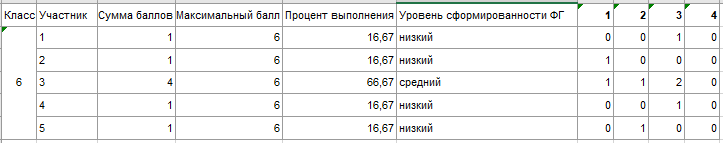 Класс Участник Сумма баллов Максимальный балл Процент выполнения Уровень сформированности ФГ 1 2 3 4
1 1 6 16,67 низкий 0 0 1 0
2 1 6 16,67 низкий 1 0 0 0
6 3 4 6 66,67 средний 1 1 2 0
4 1 6 16,67 низкий 0 0 1 0
5 1 6 16,67 низкий 0 1 0 0